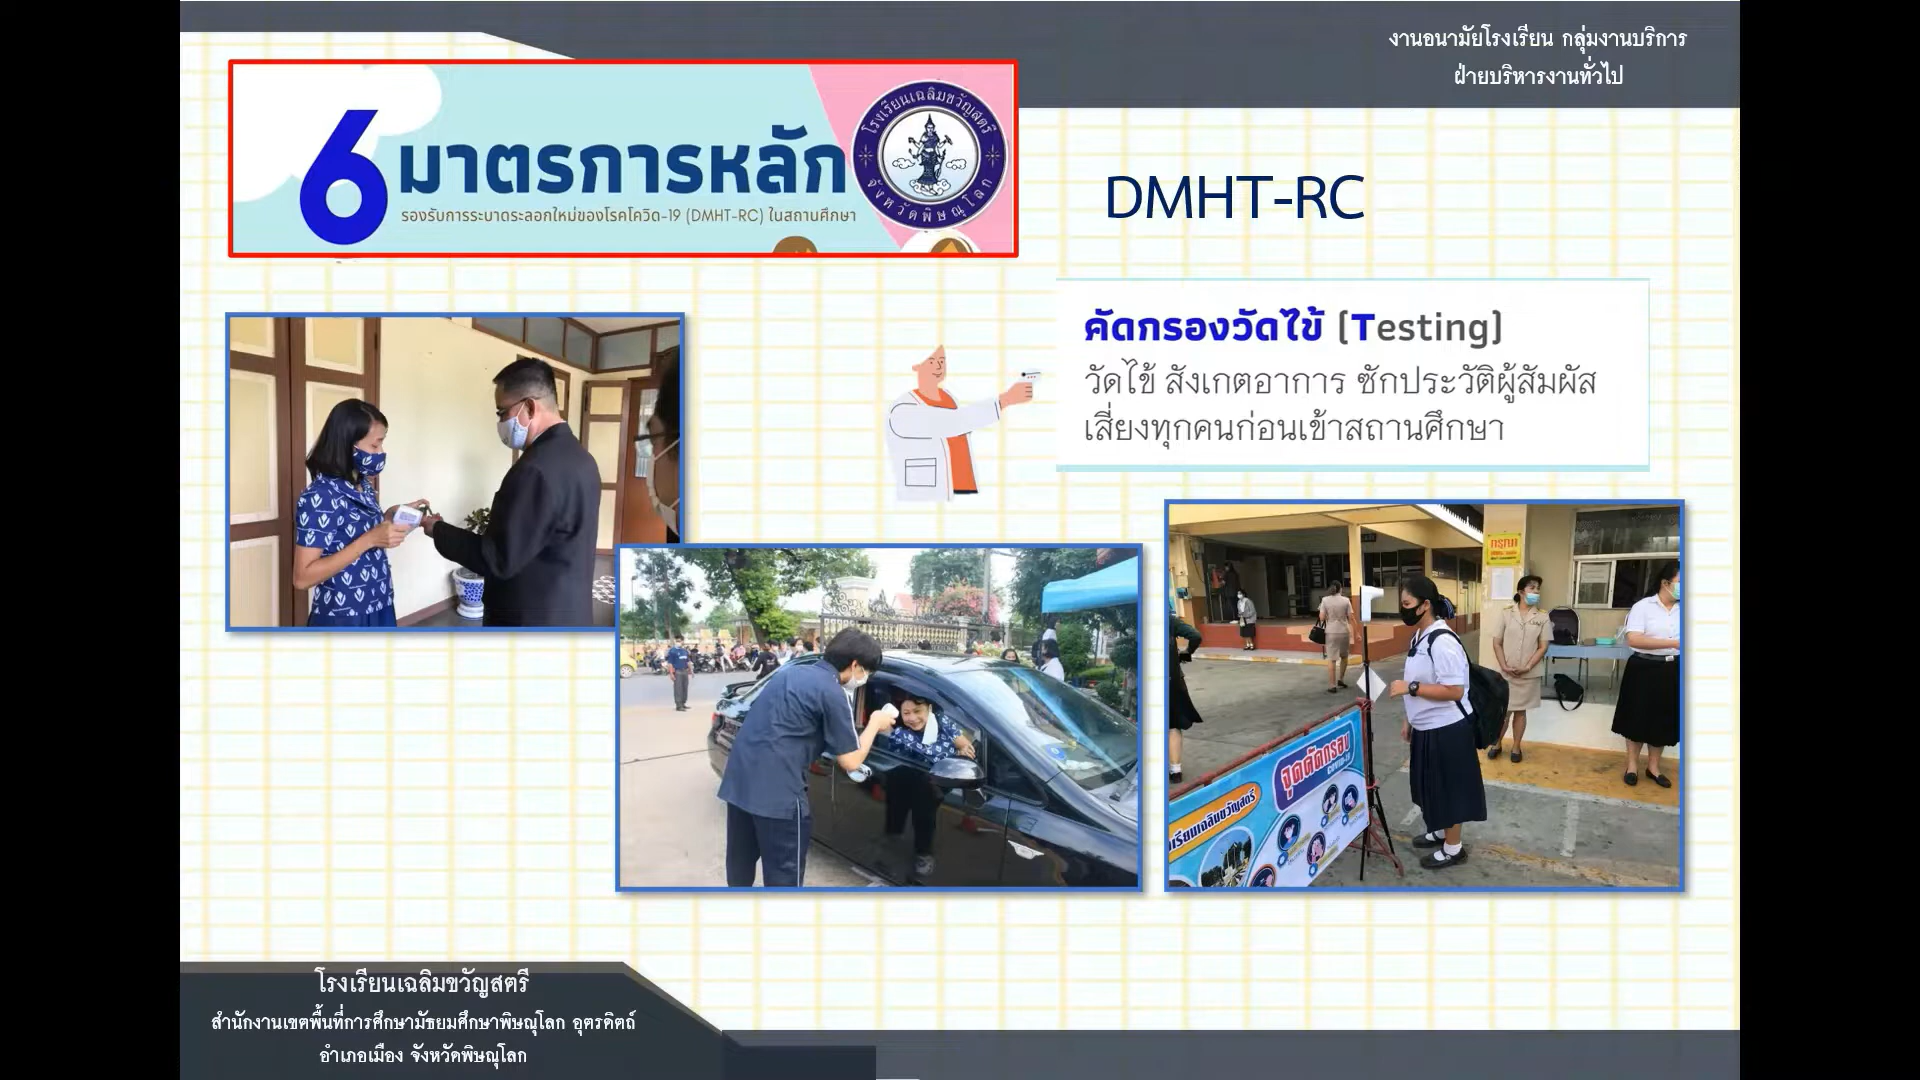 งานอนามัยโรงเรียน กลุ่มงานบริการ
ฝ่ายบริหารงานทั่วไป
6 มาตรการหลัก
รองรับการระบาดระลอกใหม่ของโรคโควิด-19 (DMHT-RC) ในสถานศึกษา
โรงเรียนเฉลิมขวัญสตรี
จังหวัดพิษณุโลก
DMHT-RC
คัดกรองวัดไข้ (Testing)
วัดไข้ สังเกตอาการ ซักประวัติผู้สัมผัส
เสี่ยงทุกคนก่อนเข้าสถานศึกษา
กรุณา
จุดคัดกรอง
COVID-19
เรียนเฉลิมขวัญสตรี
โรงเรียนเฉลิมขวัญสตรี
สำนักงานเขตพื้นที่การศึกษามัธยมศึกษาพิษณุโลก อุตรดิตถ์
อำเภอเมือง จังหวัดพิษณุโลก